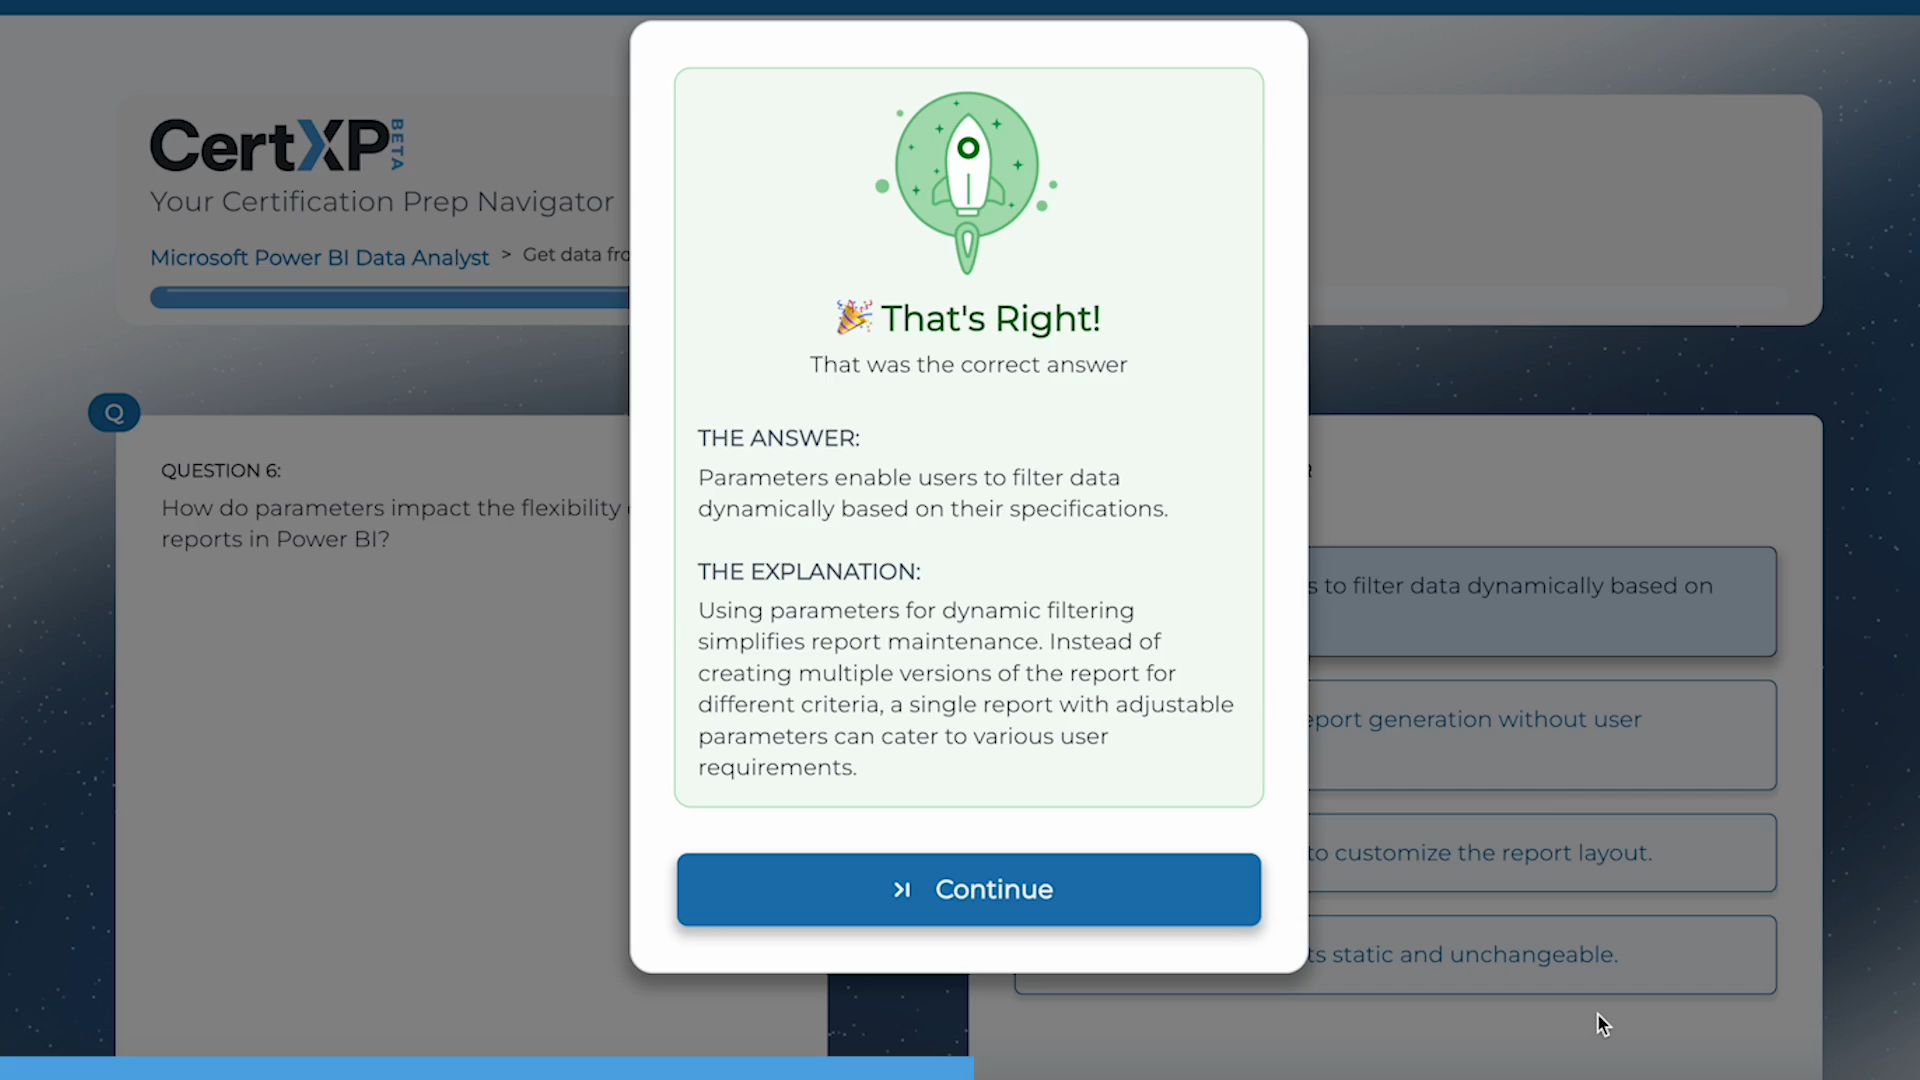 CertXP BETA
Your Certification Prep Navigator
Microsoft Power BI Data Analyst > Get data
Q
QUESTION 6:
How do parameters impact the flexibility
reports in Power BI?
🎉 That's Right!
That was the correct answer
THE ANSWER:
Parameters enable users to filter data
dynamically based on their specifications.
THE EXPLANATION:
Using parameters for dynamic filtering
simplifies report maintenance. Instead of
creating multiple versions of the report for
different criteria, a single report with adjustable
parameters can cater to various user
requirements.
Continue
to filter data dynamically based on
report generation without user
to customize the report layout.
static and unchangeable.